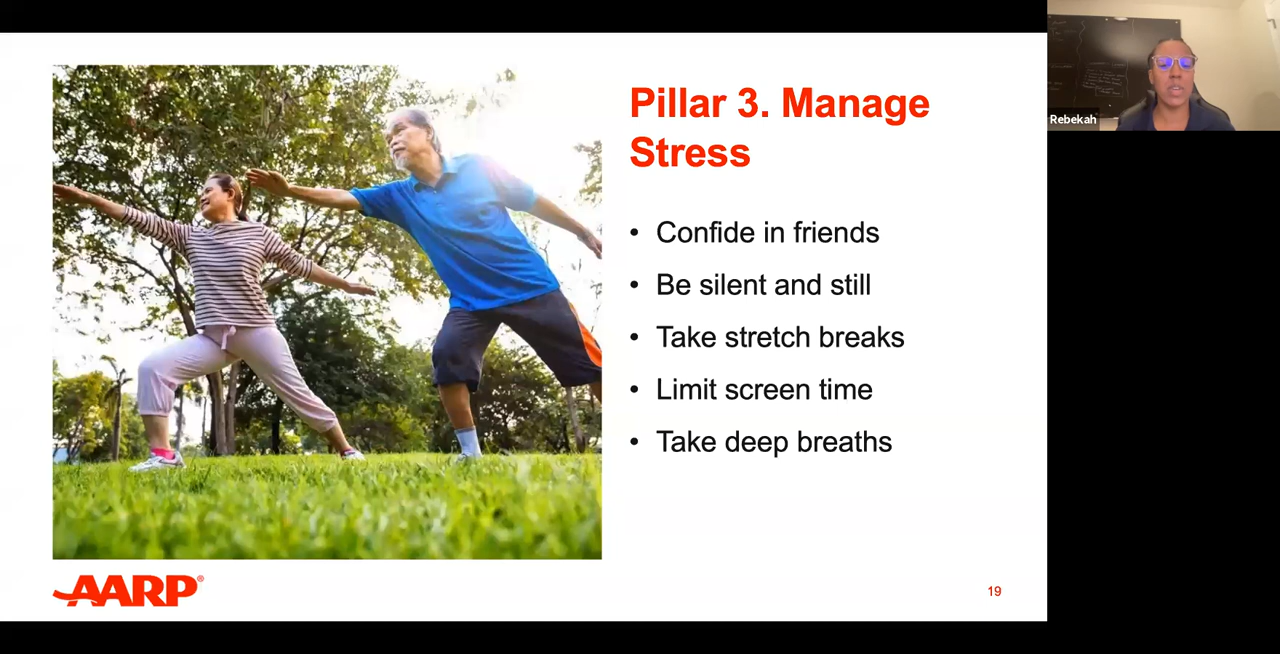 Pillar 3. Manage
Stress
• Confide in friends
• Be silent and still
• Take stretch breaks
• Limit screen time
• Take deep breaths
AARP®
19
Rebekah